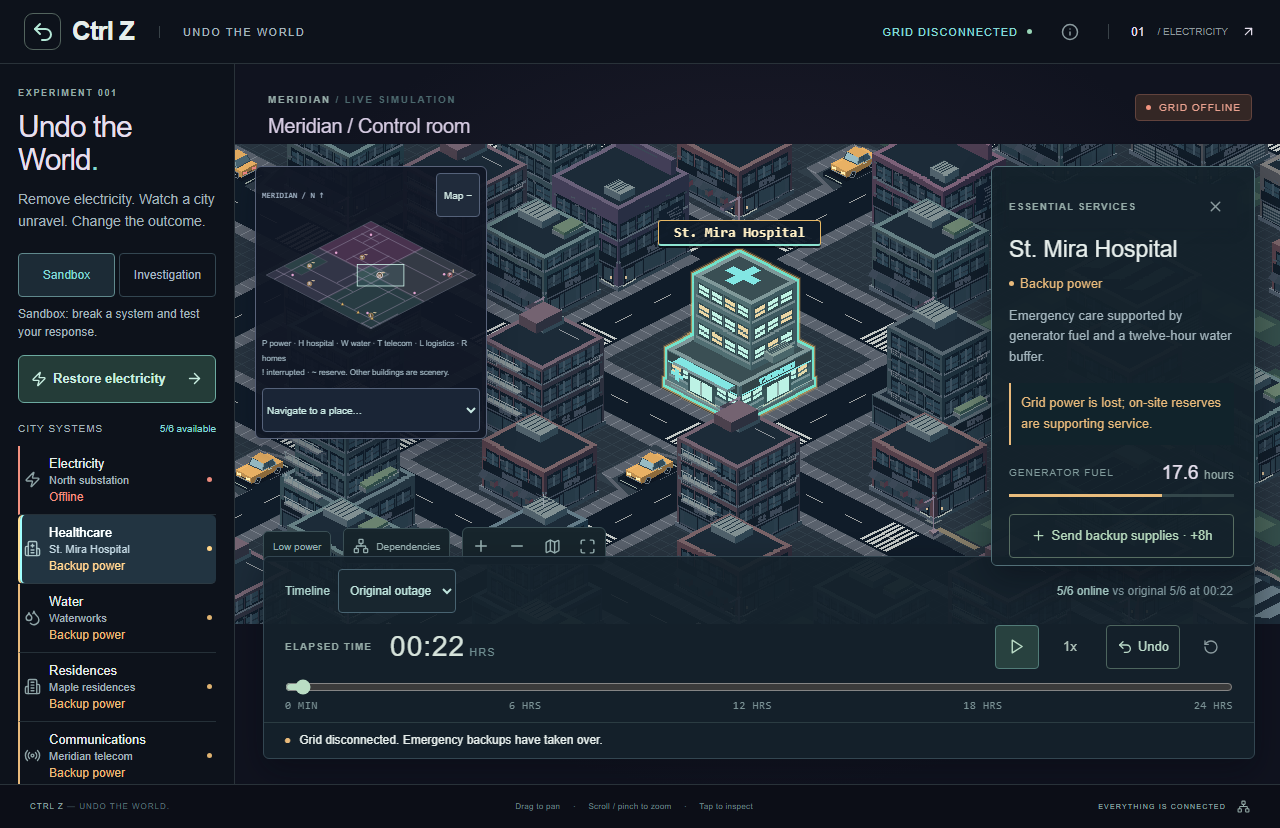 Ctrl Z
UNDO THE WORLD
GRID DISCONNECTED
01 / ELECTRICITY
EXPERIMENT 001
Undo the
World.
Remove electricity. Watch a city
unravel. Change the outcome.
Sandbox
Investigation
Sandbox: break a system and test
your response.
Restore electricity
CITY SYSTEMS
5/6 available
Electricity
North substation
Offline
Healthcare
St. Mira Hospital
Backup power
Water
Waterworks
Backup power
Residences
Maple residences
Backup power
Communications
Meridian telecom
Backup power
MERIDIAN / LIVE SIMULATION
Meridian / Control room
GRID OFFLINE
MERIDIAN / N ↑
Map −
P power · H hospital · W water · T telecom · L logistics · R
homes
! interrupted · ~ reserve. Other buildings are scenery.
Navigate to a place...
St. Mira Hospital
ESSENTIAL SERVICES
St. Mira Hospital
Backup power
Emergency care supported by
generator fuel and a twelve-hour water
buffer.
Grid power is lost; on-site reserves
are supporting service.
GENERATOR FUEL
17.6 hours
Send backup supplies · +8h
Low power
Dependencies
Timeline
Original outage
5/6 online vs original 5/6 at 00:22
ELAPSED TIME
00:22 HRS
1x
Undo
0 MIN
6 HRS
12 HRS
18 HRS
24 HRS
Grid disconnected. Emergency backups have taken over.
CTRL Z — UNDO THE WORLD.
Drag to pan · Scroll / pinch to zoom · Tap to inspect
EVERYTHING IS CONNECTED